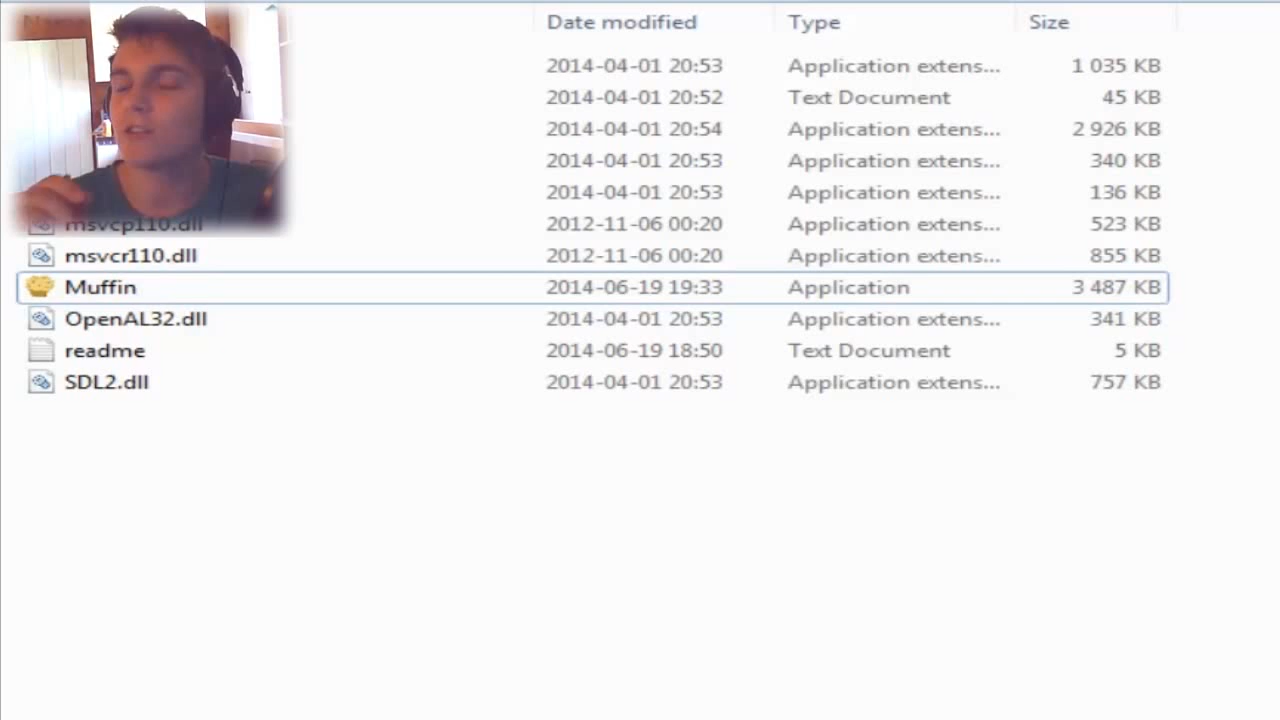 Date modified Type Size
2014-04-01 20:53 Application extens... 1 035 KB
2014-04-01 20:52 Text Document 45 KB
2014-04-01 20:54 Application extens... 2 926 KB
2014-04-01 20:53 Application extens... 340 KB
2014-04-01 20:53 Application extens... 136 KB
msvcp110.dll 2012-11-06 00:20 Application extens... 523 KB
msvcr110.dll 2012-11-06 00:20 Application extens... 855 KB
Muffin 2014-06-19 19:33 Application 3 487 KB
OpenAL32.dll 2014-04-01 20:53 Application extens... 341 KB
readme 2014-06-19 18:50 Text Document 5 KB
SDL2.dll 2014-04-01 20:53 Application extens... 757 KB